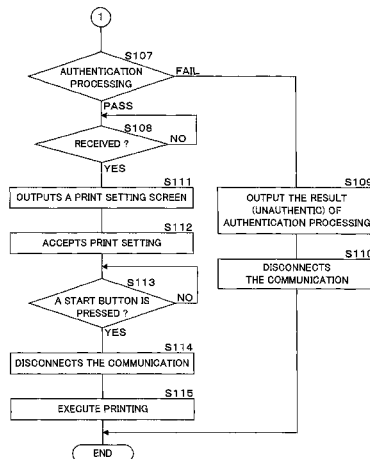 1
S107
AUTHENTICATION
PROCESSING
FAIL
PASS
S108
RECEIVED ?
NO
YES
S111
OUTPUTS A PRINT SETTING SCREEN
S112
ACCEPTS PRINT SETTING
S113
A START BUTTON IS
PRESSED ?
NO
YES
S114
DISCONNECTS THE COMMUNICATION
S115
EXECUTE PRINTING
END
S109
OUTPUT THE RESULT
(UNAUTHENTIC) OF
AUTHENTICATION PROCESSING
S110
DISCONNECTS
THE COMMUNICATION